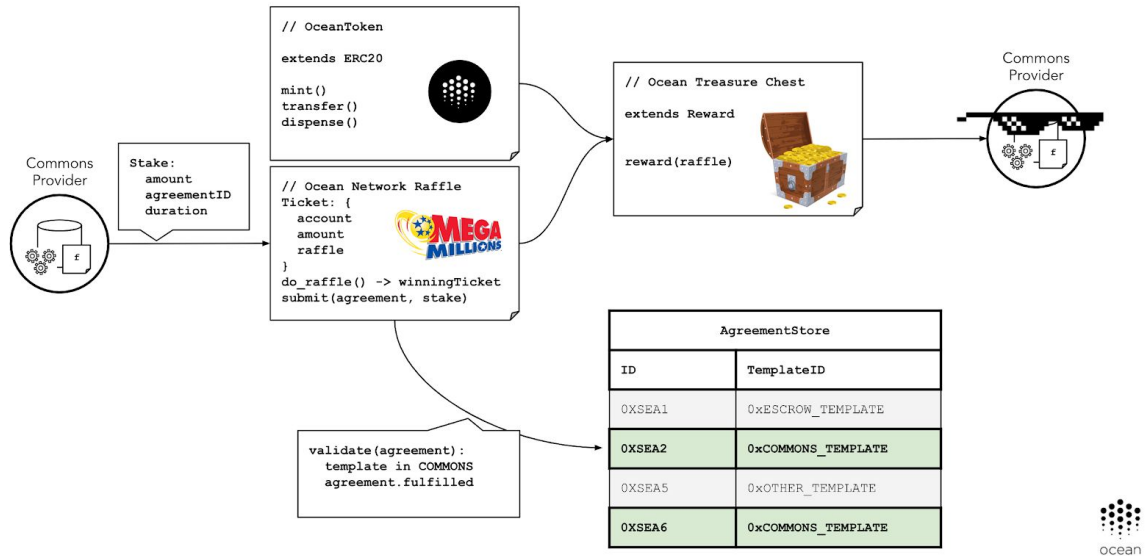 // OceanToken
extends ERC20
mint()
transfer()
dispense()
Commons
Provider
Stake:
amount
agreementID
duration
// Ocean Network Raffle
Ticket: {
account
amount
raffle
}
do_raffle() -> winningTicket
submit(agreement, stake)
MEGA
MILLIONS
// Ocean Treasure Chest
extends Reward
reward(raffle)
Commons
Provider
f
f
validate(agreement):
template in COMMONS
agreement.fulfilled
AgreementStore
ID TemplateID
0XSEA1 0xESCROW_TEMPLATE
0XSEA2 0xCOMMONS_TEMPLATE
0XSEA5 0xOTHER_TEMPLATE
0XSEA6 0xCOMMONS_TEMPLATE
ocean